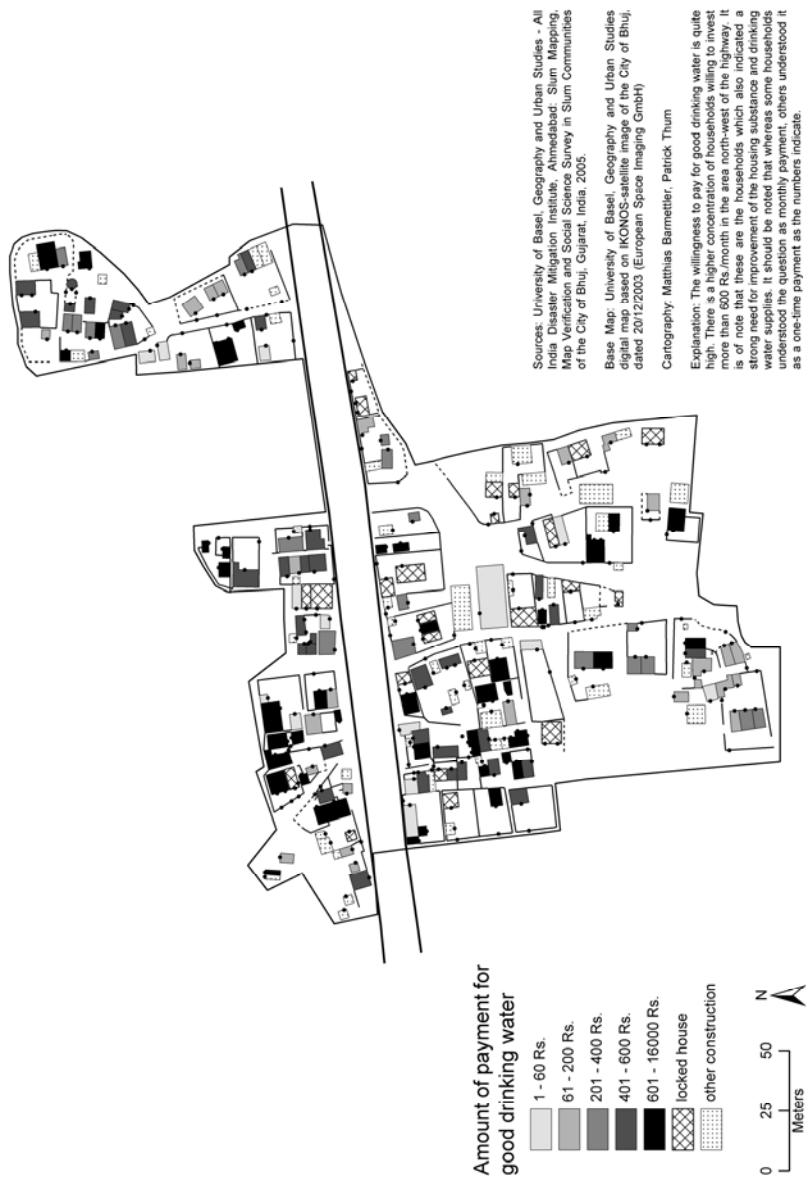 Amount of payment for
good drinking water
1 - 60 Rs.
61 - 200 Rs.
201 - 400 Rs.
401 - 600 Rs.
601 - 16000 Rs.
locked house
other construction
0 25 50
Meters
N
Sources: University of Basel, Geography and Urban Studies - All
India Disaster Mitigation Institute, Ahmedabad: Slum Mapping,
Map Verification and Social Science Survey in Slum Communities
of the City of Bhuj, Gujarat, India, 2005.
Base Map: University of Basel, Geography and Urban Studies
digital map based on IKONOS-satellite image of the City of Bhuj,
dated 20/12/2003 (European Space Imaging GmbH)
Cartography: Matthias Barmettler, Patrick Thum
Explanation: The willingness to pay for good drinking water is quite
high. There is a higher concentration of households willing to invest
more than 600 Rs./month in the area north-west of the highway. It
is of note that these are the households which also indicated a
strong need for improvement of the housing substance and drinking
water supplies. It should be noted that whereas some households
understood the question as monthly payment, others understood it
as a one-time payment as the numbers indicate.